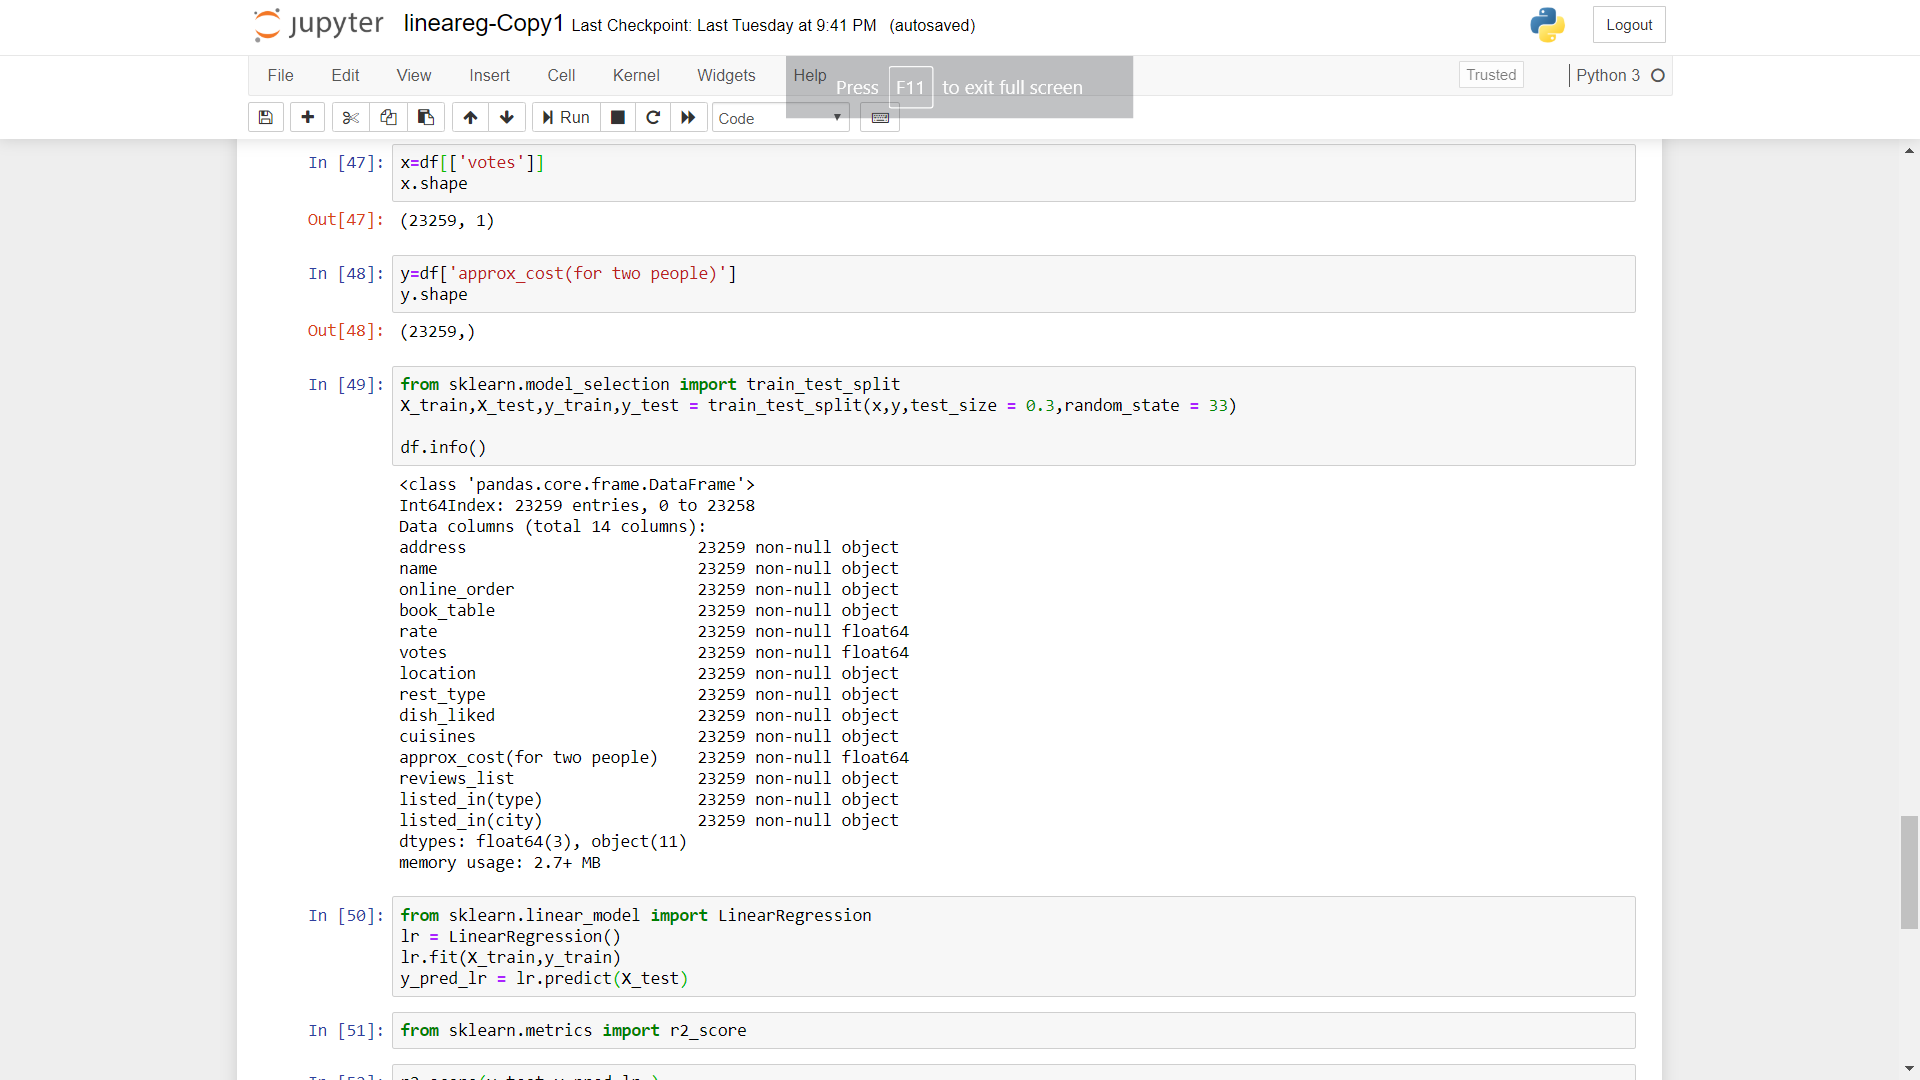 jupyter lineareg-Copy1 Last Checkpoint: Last Tuesday at 9:41 PM (autosaved) Logout
File Edit View Insert Cell Kernel Widgets Help Trusted Python 3
Press F11 to exit full screen
Run Code
In [47]: x=df[['votes']]
x.shape
Out[47]: (23259, 1)
In [48]: y=df['approx_cost(for two people)']
y.shape
Out[48]: (23259,)
In [49]: from sklearn.model_selection import train_test_split
X_train,X_test,y_train,y_test = train_test_split(x,y,test_size = 0.3,random_state = 33)
df.info()
<class 'pandas.core.frame.DataFrame'>
Int64Index: 23259 entries, 0 to 23258
Data columns (total 14 columns):
address 23259 non-null object
name 23259 non-null object
online_order 23259 non-null object
book_table 23259 non-null object
rate 23259 non-null float64
votes 23259 non-null float64
location 23259 non-null object
rest_type 23259 non-null object
dish_liked 23259 non-null object
cuisines 23259 non-null object
approx_cost(for two people) 23259 non-null float64
reviews_list 23259 non-null object
listed_in(type) 23259 non-null object
listed_in(city) 23259 non-null object
dtypes: float64(3), object(11)
memory usage: 2.7+ MB
In [50]: from sklearn.linear_model import LinearRegression
lr = LinearRegression()
lr.fit(X_train,y_train)
y_pred_lr = lr.predict(X_test)
In [51]: from sklearn.metrics import r2_score